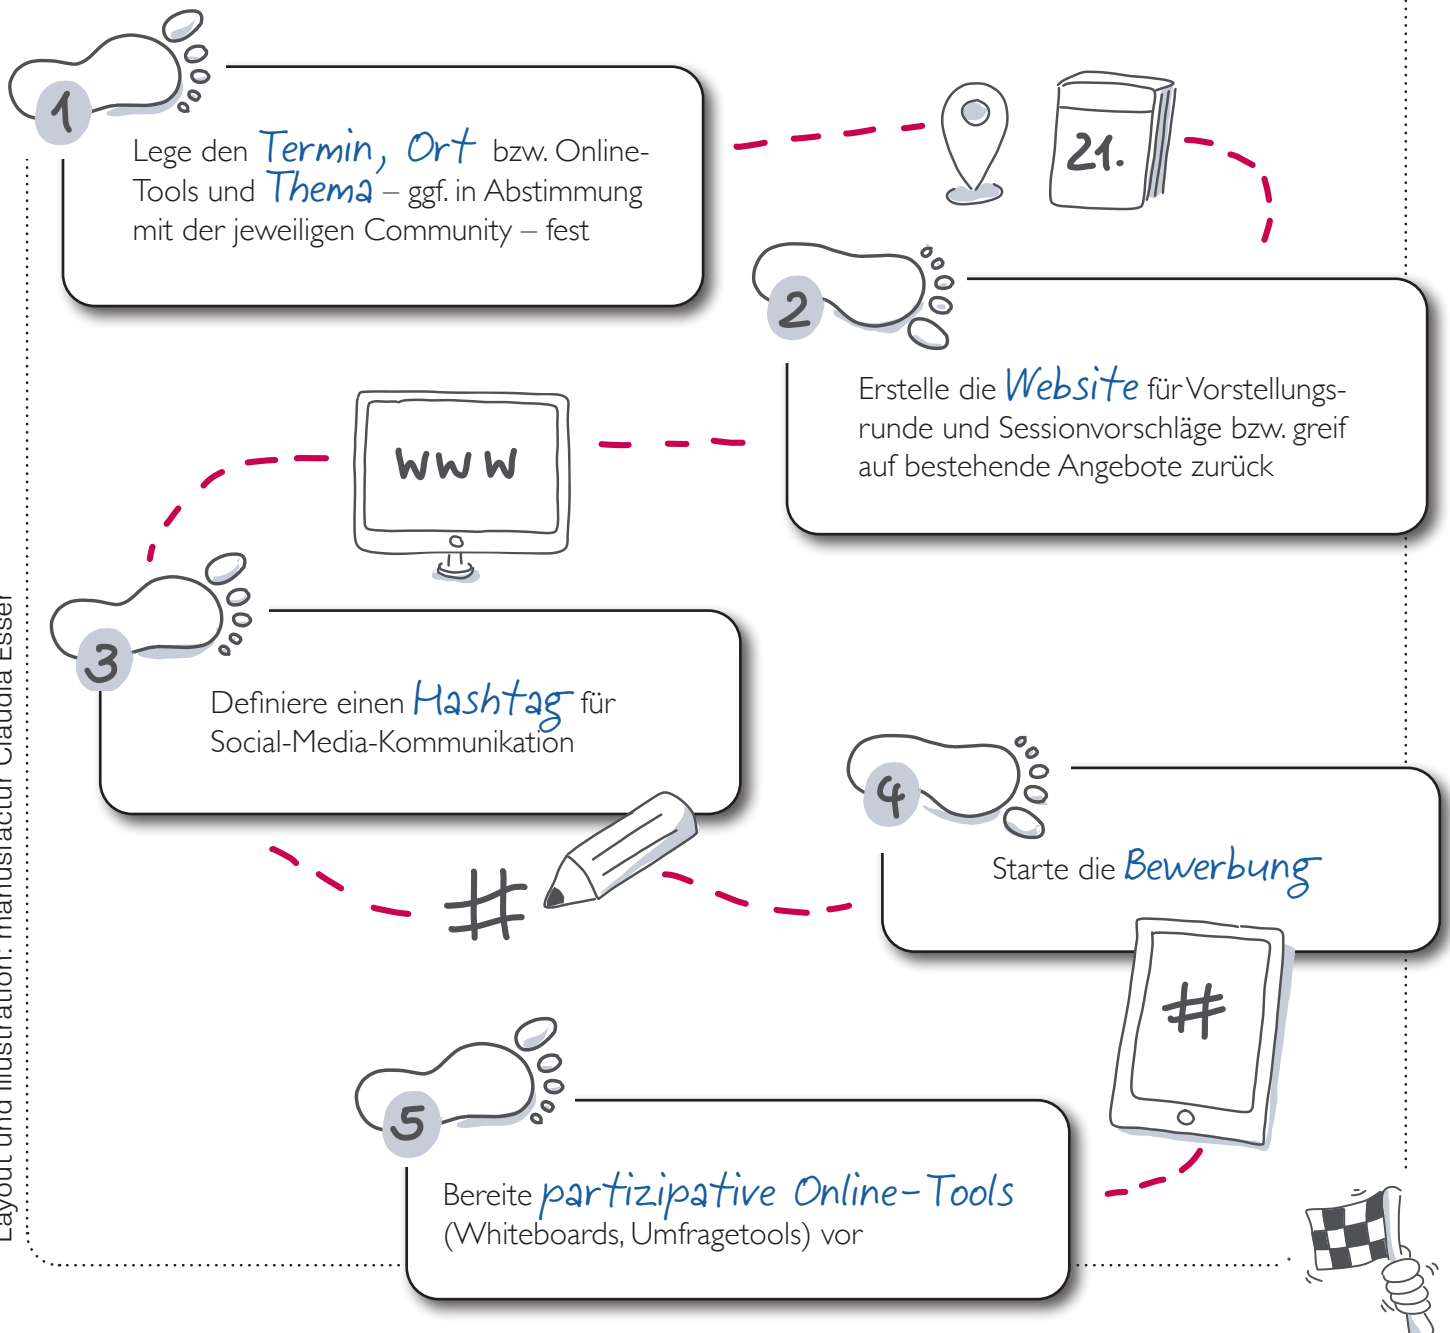 1
Lege den Termin, Ort bzw. Online-
Tools und Thema – ggf. in Abstimmung
mit der jeweiligen Community – fest
21.
2
Erstelle die Website für Vorstellungs-
runde und Sessionvorschläge bzw. greif
auf bestehende Angebote zurück
WWW
3
Definiere einen Hashtag für
Social-Media-Kommunikation
#
4
Starte die Bewerbung
#
5
Bereite partizipative Online-Tools
(Whiteboards, Umfragetools) vor
Layout und Illustration: manusfactur Claudia Esser